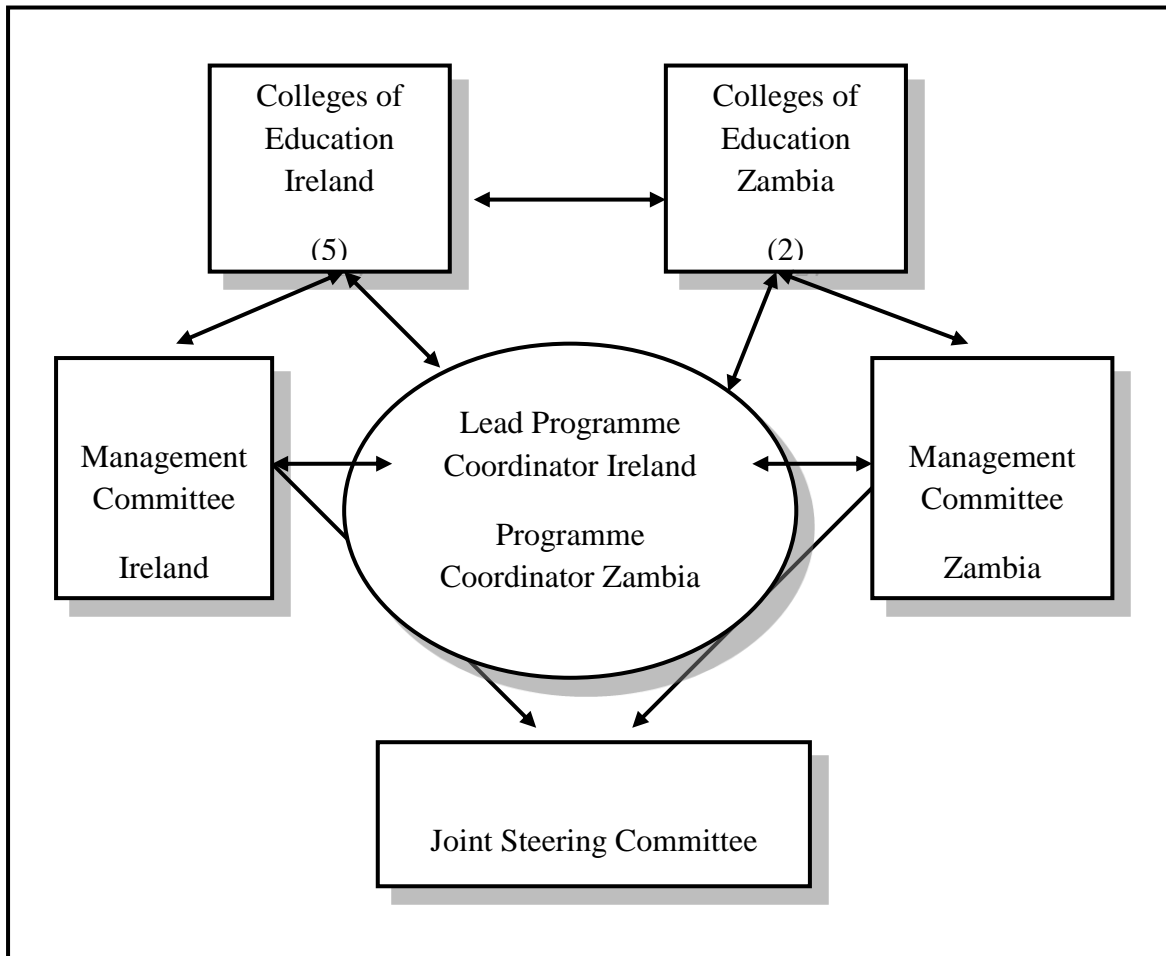 Colleges of
Education
Ireland
(5)
Colleges of
Education
Zambia
(2)
Management
Committee
Ireland
Lead Programme
Coordinator Ireland
Programme
Coordinator Zambia
Management
Committee
Zambia
Joint Steering Committee